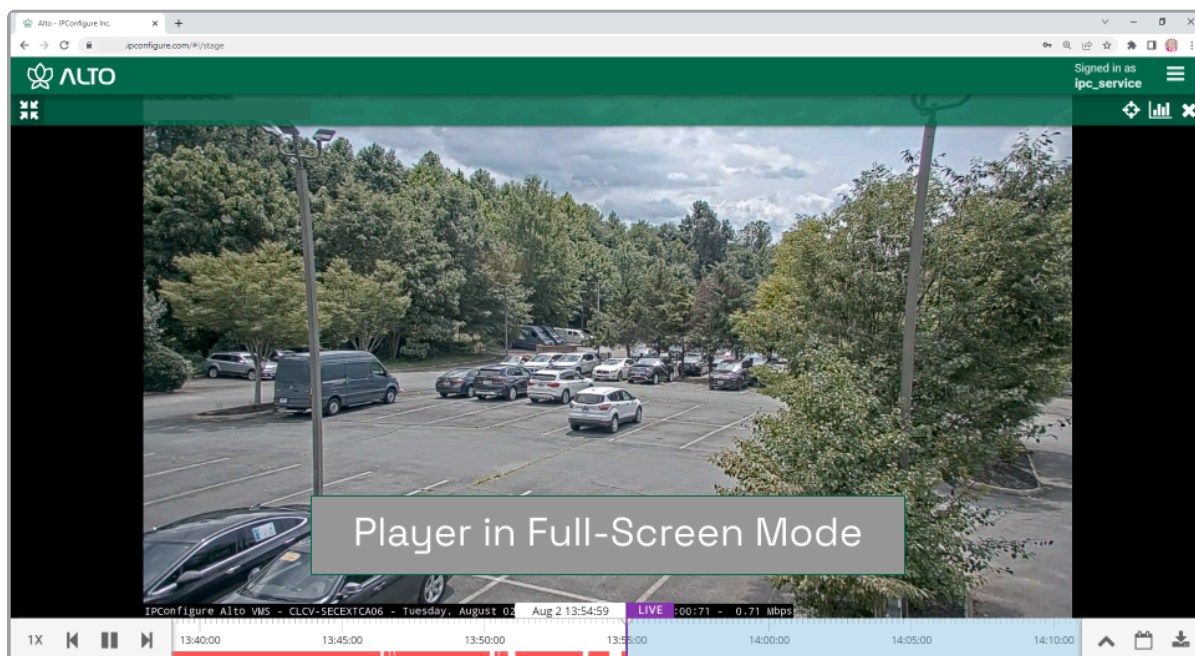 Alto - IPConfigure Inc.
ipconfigure.com/#!/stage
ALTO
Signed in as
ipc_service
Player in Full-Screen Mode
IPConfigure Alto VMS - CLCV-SECEXTCA06 - Tuesday, August 02
Aug 2 13:54:59
LIVE
:00:71 - 0.71 Mbps
1X
13:40:00
13:45:00
13:50:00
13:55:00
14:00:00
14:05:00
14:10:00